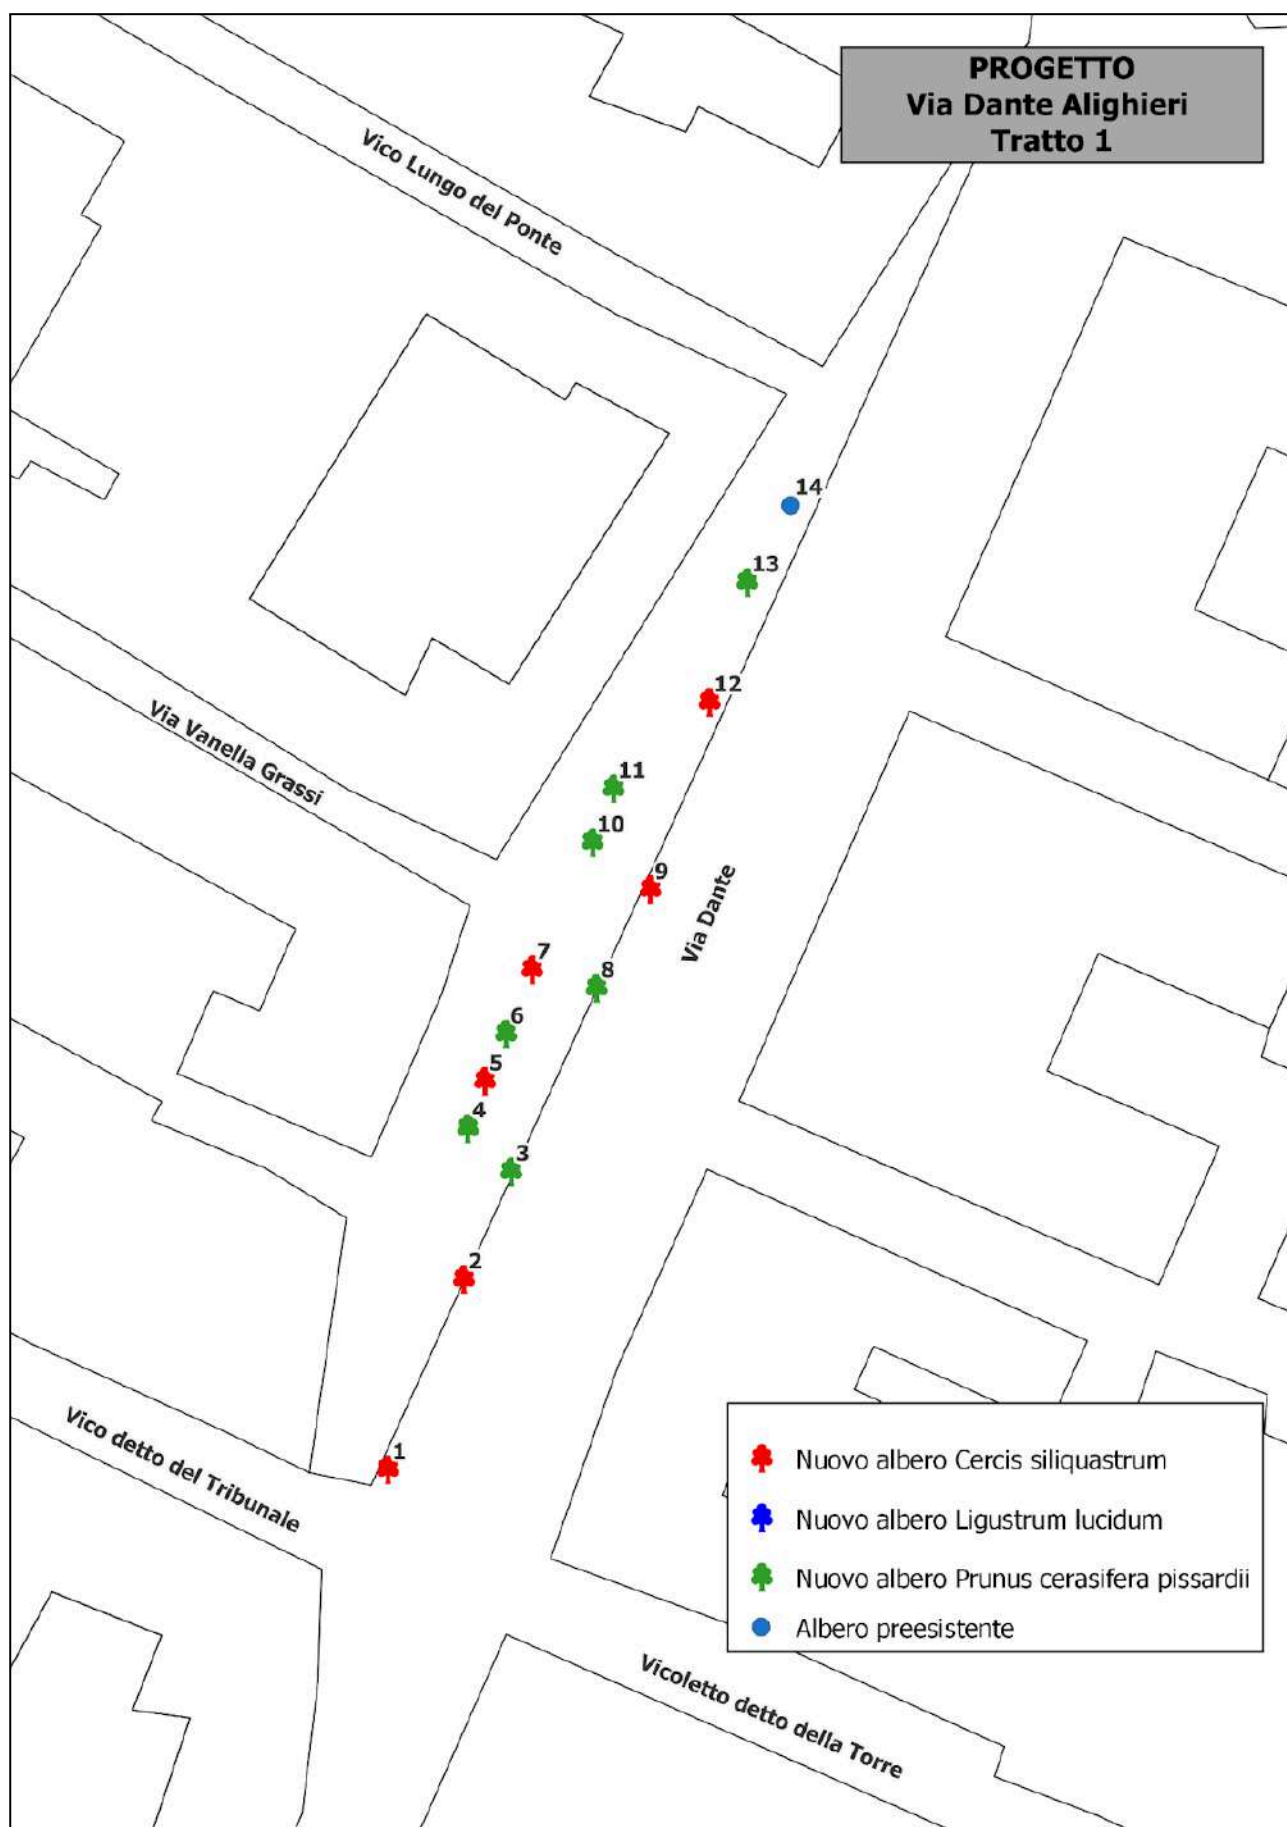 PROGETTO
Via Dante Alighieri
Tratto 1
Vico Lungo del Ponte
14
13
12
Via Vanella Grassi
11
10
9
Via Dante
7
8
6
5
4
3
2
1
Vico detto del Tribunale
Nuovo albero Cercis siliquastrum
Nuovo albero Ligustrum lucidum
Nuovo albero Prunus cerasifera pissardii
Albero preesistente
Vicoletto detto della Torre